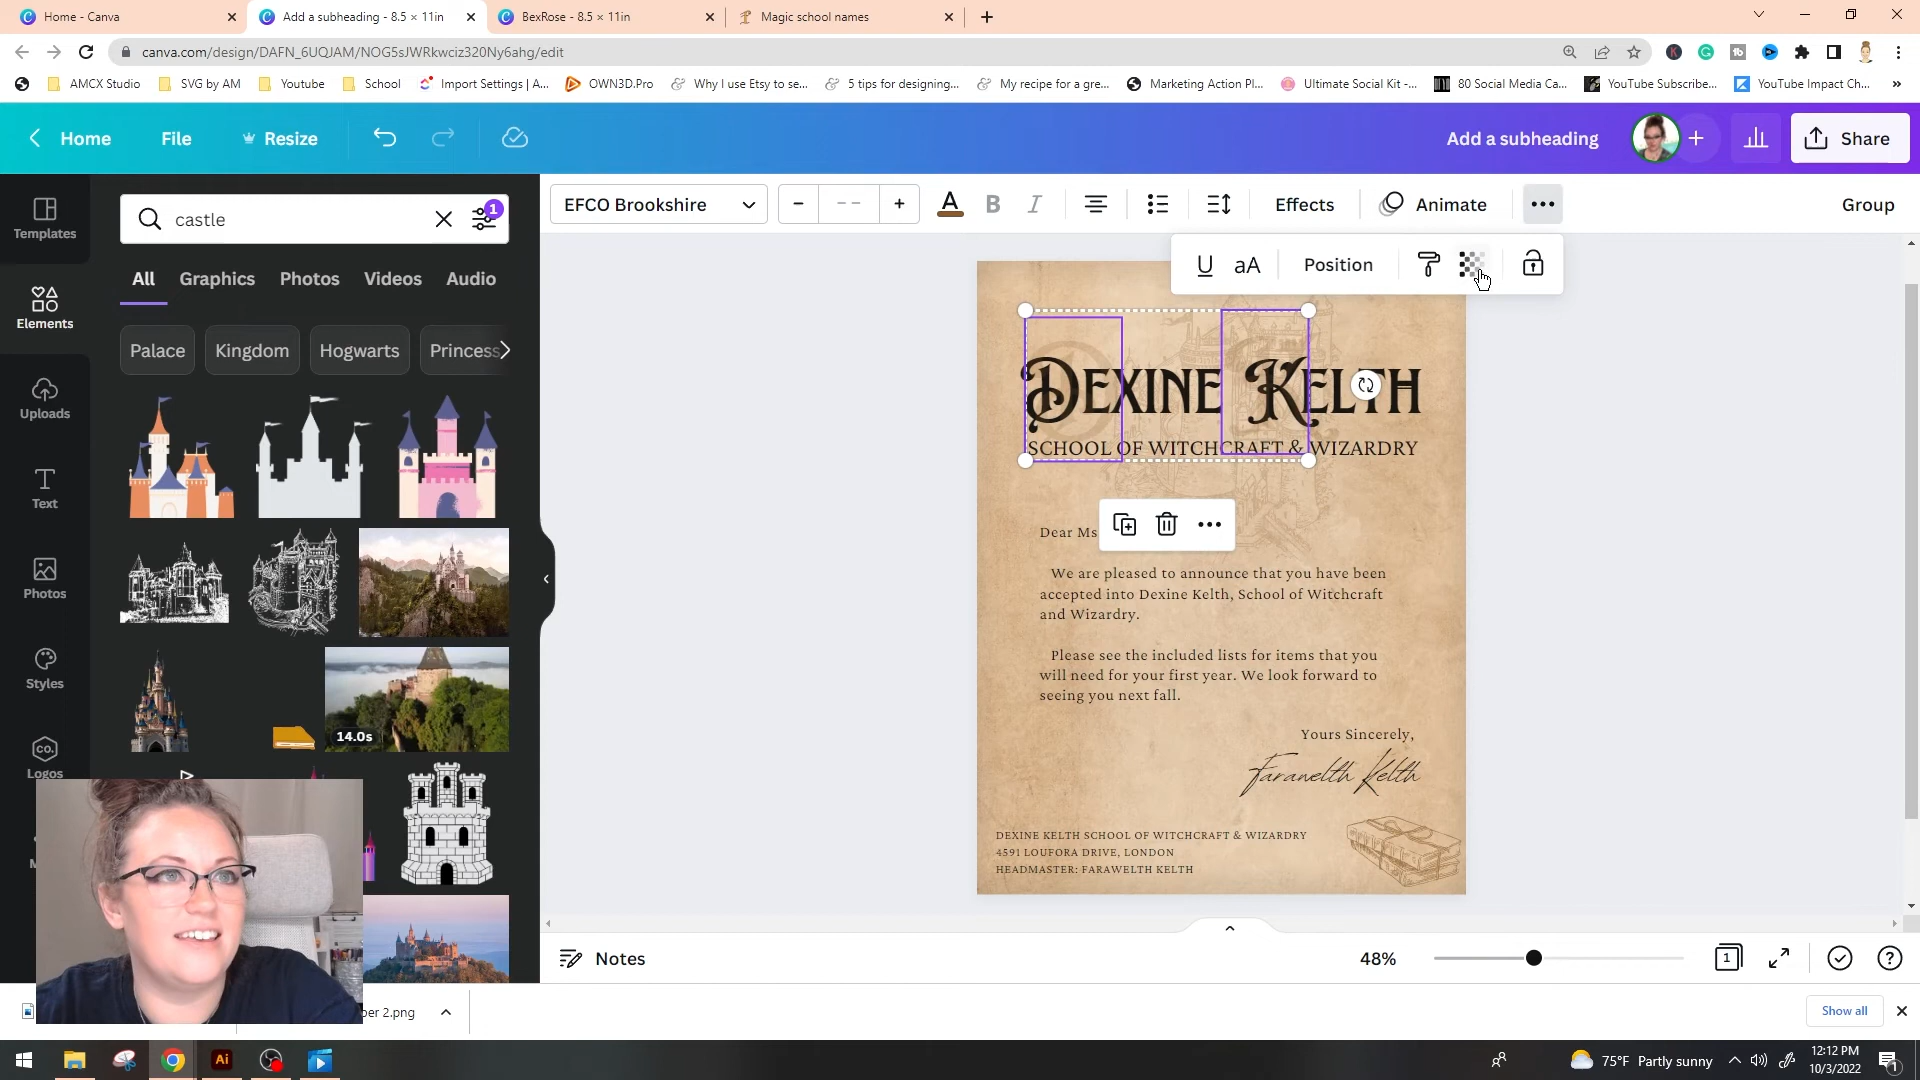 Home - Canva
Add a subheading - 8.5 × 11in
BexRose - 8.5 × 11in
Magic school names
canva.com/design/DAFN_6UQJAM/NOG5sJWRkwciz320Ny6ahg/edit
AMCX Studio
SVG by AM
Youtube
School
Import Settings | A...
OWN3D.Pro
Why I use Etsy to se...
5 tips for designing...
My recipe for a gre...
Marketing Action Pl...
Ultimate Social Kit -...
80 Social Media Ca...
YouTube Subscribe...
YouTube Impact Ch...
Home
File
Resize
Add a subheading
Share
Templates
Elements
Uploads
Text
Photos
Styles
Logos
castle
1
All
Graphics
Photos
Videos
Audio
Palace
Kingdom
Hogwarts
Princess
14.0s
EFCO Brookshire
– –
A
B
I
Effects
Animate
Group
U
aA
Position
DEXINE KELTH
SCHOOL OF WITCHCRAFT & WIZARDRY
Dear Ms
We are pleased to announce that you have been
accepted into Dexine Kelth, School of Witchcraft
and Wizardry.
Please see the included lists for items that you
will need for your first year. We look forward to
seeing you next fall.
Yours Sincerely,
Farawelth Kelth
DEXINE KELTH SCHOOL OF WITCHCRAFT & WIZARDRY
4591 LOUFORA DRIVE, LONDON
HEADMASTER: FARAWELTH KELTH
Notes
48%
1
per 2.png
Show all
75°F Partly sunny
12:12 PM
10/3/2022
1